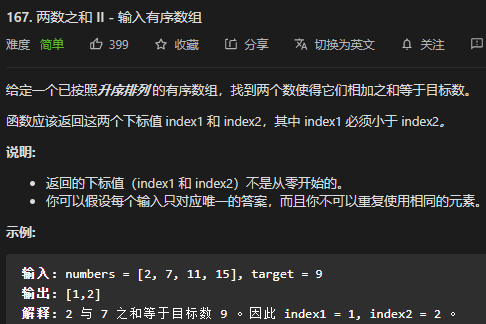 167. 两数之和 II - 输入有序数组
难度 简单 399 收藏 分享 切换为英文 关注
给定一个已按照升序排列 的有序数组，找到两个数使得它们相加之和等于目标数。
函数应该返回这两个下标值 index1 和 index2，其中 index1 必须小于 index2。
说明:
返回的下标值（index1 和 index2）不是从零开始的。
你可以假设每个输入只对应唯一的答案，而且你不可以重复使用相同的元素。
示例:
输入: numbers = [2, 7, 11, 15], target = 9
输出: [1,2]
解释: 2 与 7 之和等于目标数 9 。因此 index1 = 1, index2 = 2 。